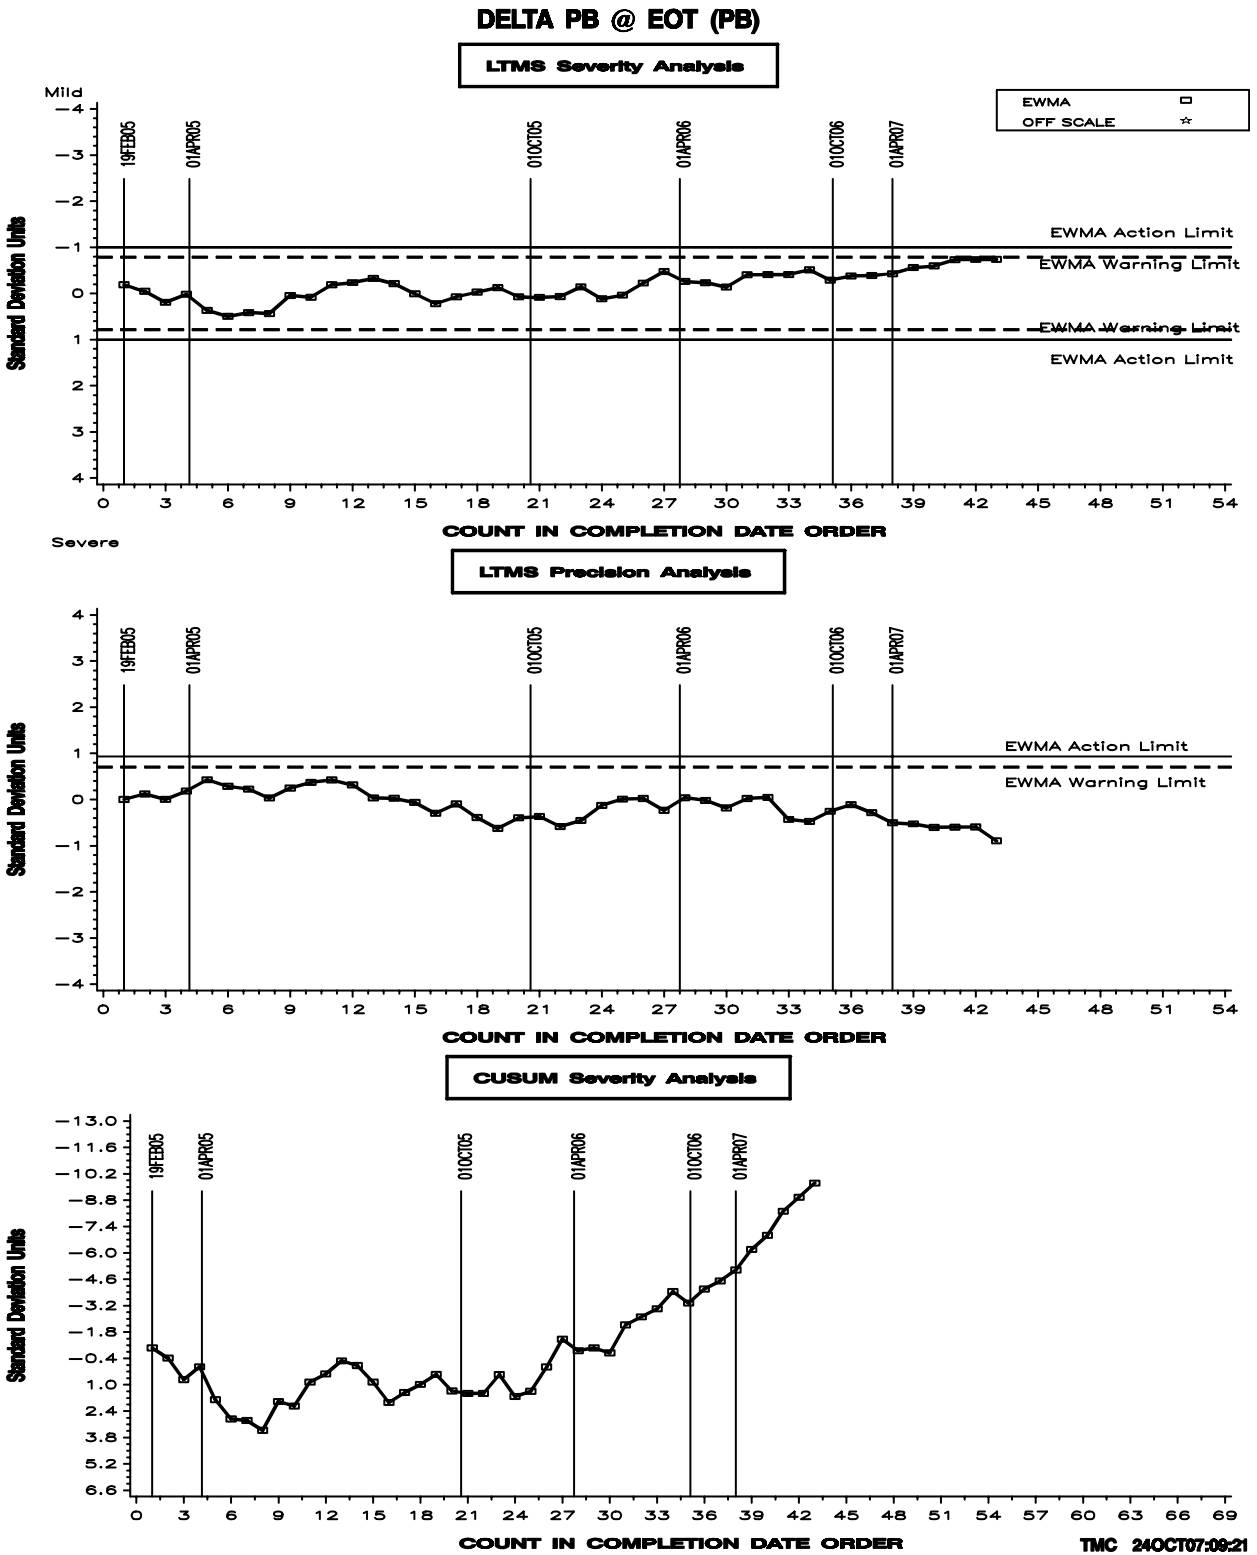 DELTA PB @ EOT (PB)
LTMS Severity Analysis
Mild
EWMA
OFF SCALE
-4
-3
-2
-1
0
1
2
3
4
Standard Deviation Units
19FEB05
01APR05
01OCT05
01APR06
01OCT06
01APR07
EWMA Action Limit
EWMA Warning Limit
EWMA Warning Limit
EWMA Action Limit
0 3 6 9 12 15 18 21 24 27 30 33 36 39 42 45 48 51 54
COUNT IN COMPLETION DATE ORDER
Severe
LTMS Precision Analysis
4
3
2
1
0
-1
-2
-3
-4
Standard Deviation Units
19FEB05
01APR05
01OCT05
01APR06
01OCT06
01APR07
EWMA Action Limit
EWMA Warning Limit
0 3 6 9 12 15 18 21 24 27 30 33 36 39 42 45 48 51 54
COUNT IN COMPLETION DATE ORDER
CUSUM Severity Analysis
-13.0
-11.6
-10.2
-8.8
-7.4
-6.0
-4.6
-3.2
-1.8
-0.4
1.0
2.4
3.8
5.2
6.6
Standard Deviation Units
19FEB05
01APR05
01OCT05
01APR06
01OCT06
01APR07
0 3 6 9 12 15 18 21 24 27 30 33 36 39 42 45 48 51 54 57 60 63 66 69
COUNT IN COMPLETION DATE ORDER
TMC 24OCT07:09:21